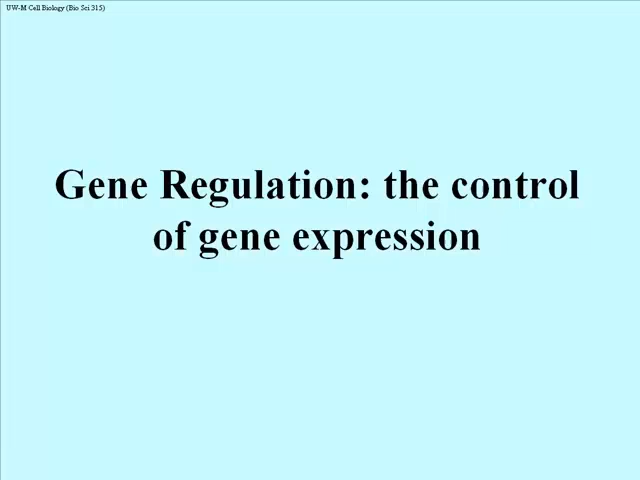 UW-M Cell Biology (Bio Sci 315)
Gene Regulation: the control
of gene expression